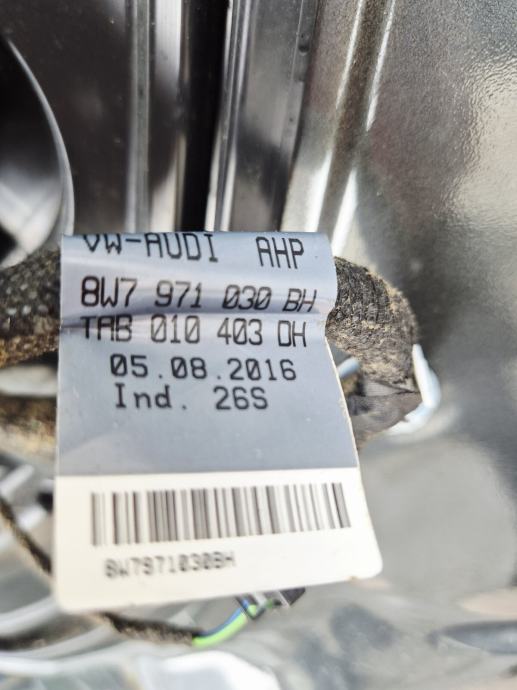 VW-AUDI AHP
8W7 971 030 BH
TAB 010 403 DH
05.08.2016
Ind. 26S
8W7971030BH